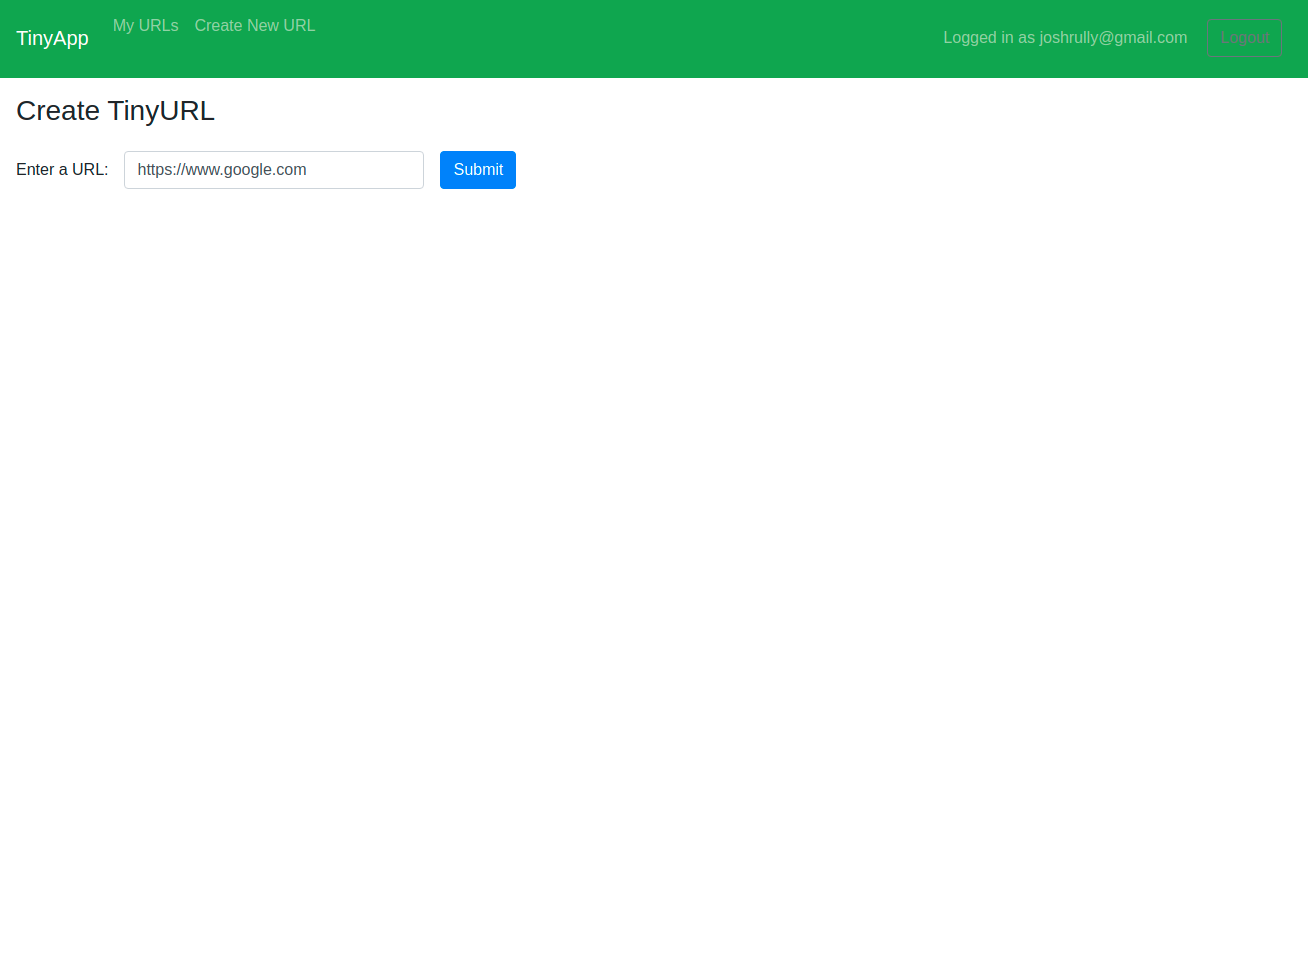 TinyApp
My URLs
Create New URL
Logged in as joshrully@gmail.com
Logout
Create TinyURL
Enter a URL:
https://www.google.com
Submit